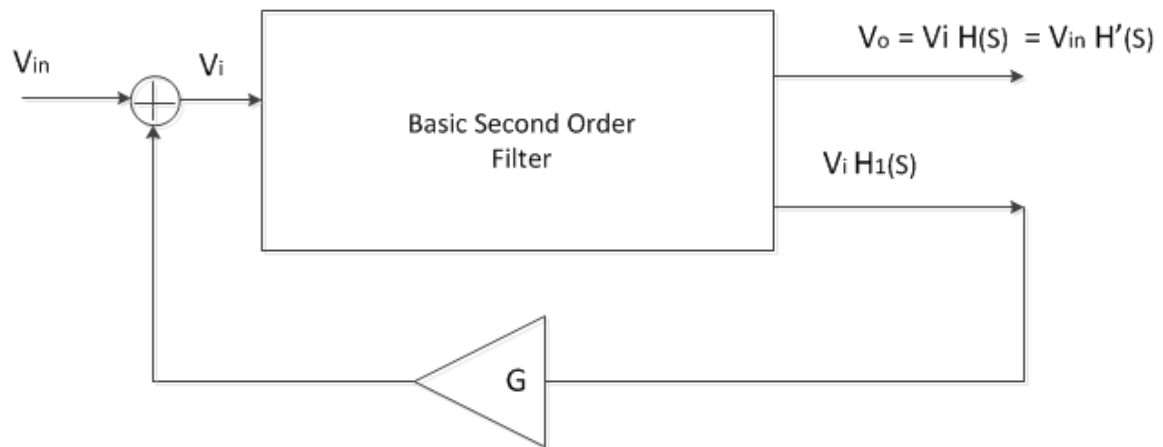 Vin
Vi
Vo = Vi H(S) = Vin H'(S)
Basic Second Order
Filter
Vi H1(S)
G